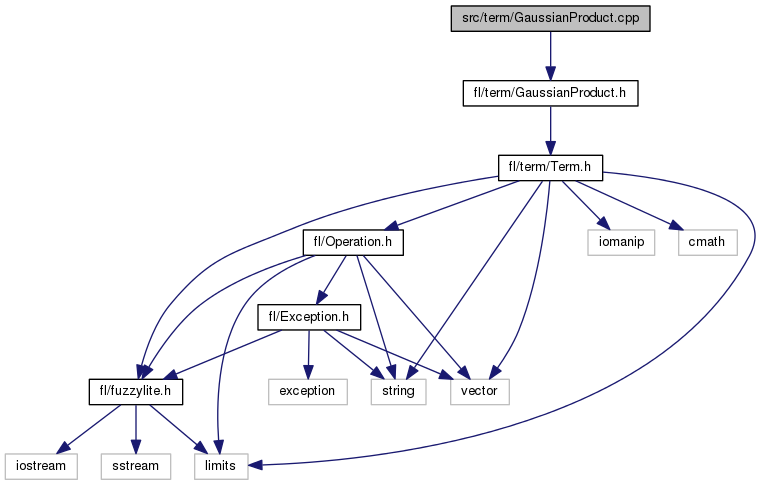 src/term/GaussianProduct.cpp
fl/term/GaussianProduct.h
fl/term/Term.h
fl/Operation.h
iomanip
cmath
fl/Exception.h
fl/fuzzylite.h
exception
string
vector
iostream
sstream
limits